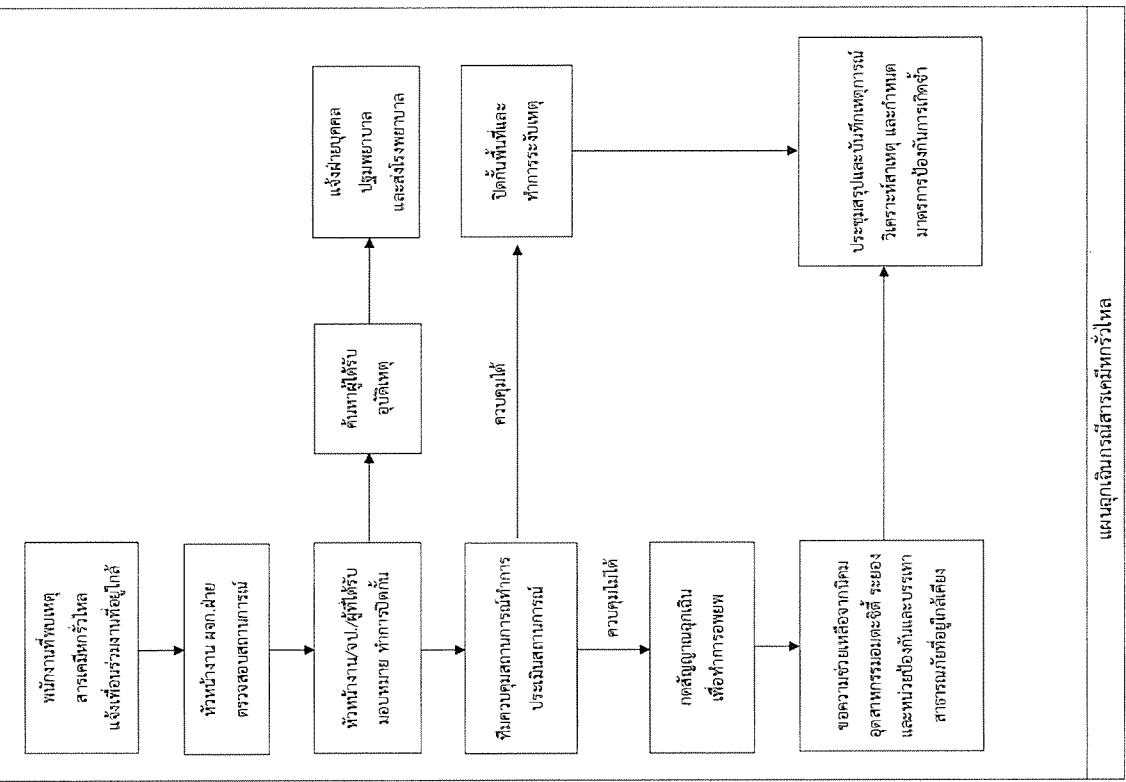 พนักงานที่พบเหตุ
สารเคมีหกรั่วไหล
แจ้งเพื่อนร่วมงานที่อยู่ใกล้
หัวหน้างาน ผจก.ฝ่าย
ตรวจสอบสถานการณ์
หัวหน้างาน/จป./ผู้ที่ได้รับ
มอบหมาย ทำการปิดกั้น
ค้นหาผู้ได้รับ
อุบัติเหตุ
แจ้งฝ่ายบุคคล
ปฐมพยาบาล
และส่งโรงพยาบาล
ทีมควบคุมสถานการณ์ทำการ
ประเมินสถานการณ์
ควบคุมได้
ปิดกั้นพื้นที่และ
ทำการระงับเหตุ
ควบคุมไม่ได้
กดสัญญาณฉุกเฉิน
เพื่อทำการอพยพ
ขอความช่วยเหลือจากนิคม
อุตสาหกรรมอมตะซิตี้ ระยอง
และหน่วยป้องกันและบรรเทา
สาธารณภัยที่อยู่ใกล้เคียง
ประชุมสรุปและบันทึกเหตุการณ์
วิเคราะห์สาเหตุ และกำหนด
มาตรการป้องกันการเกิดซ้ำ
แผนฉุกเฉินกรณีสารเคมีหกรั่วไหล